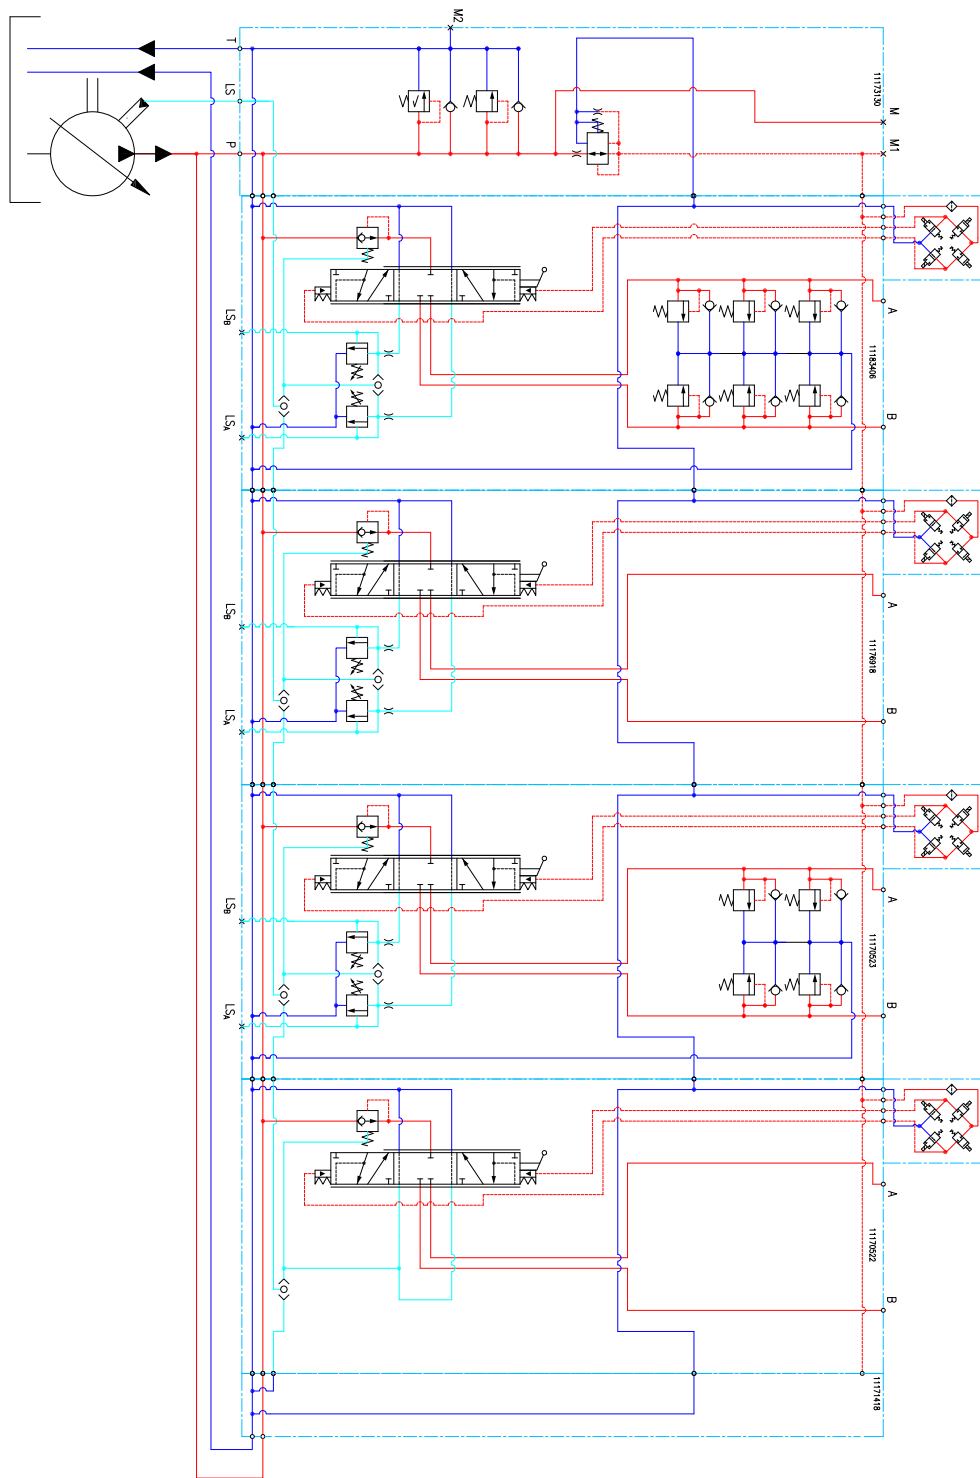 M2
T
LS
P
11173130
M
M1
A
11183406
B
LSB
LSA
A
11176918
B
LSB
LSA
A
11170523
B
LSB
LSA
A
11170522
B
11171418